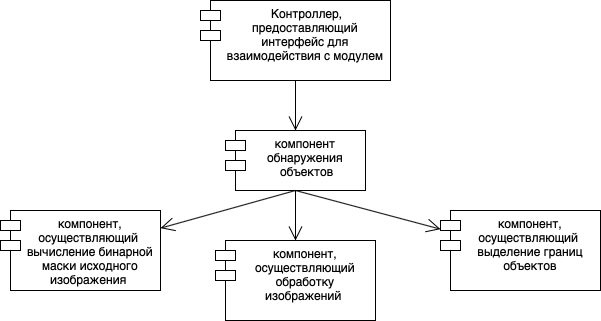 Контроллер,
предоставляющий
интерфейс для
взаимодействия с модулем
компонент
обнаружения
объектов
компонент,
осуществляющий
вычисление бинарной
маски исходного
изображения
компонент,
осуществляющий
обработку
изображений
компонент,
осуществляющий
выделение границ
объектов